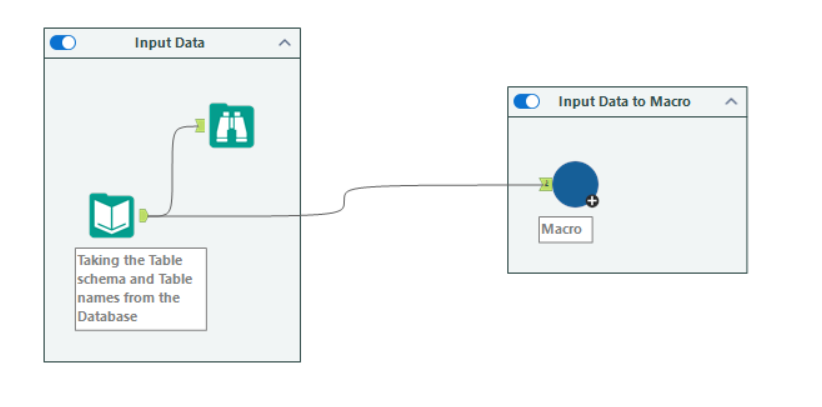 Input Data
Input Data to Macro
Macro
Taking the Table
schema and Table
names from the
Database